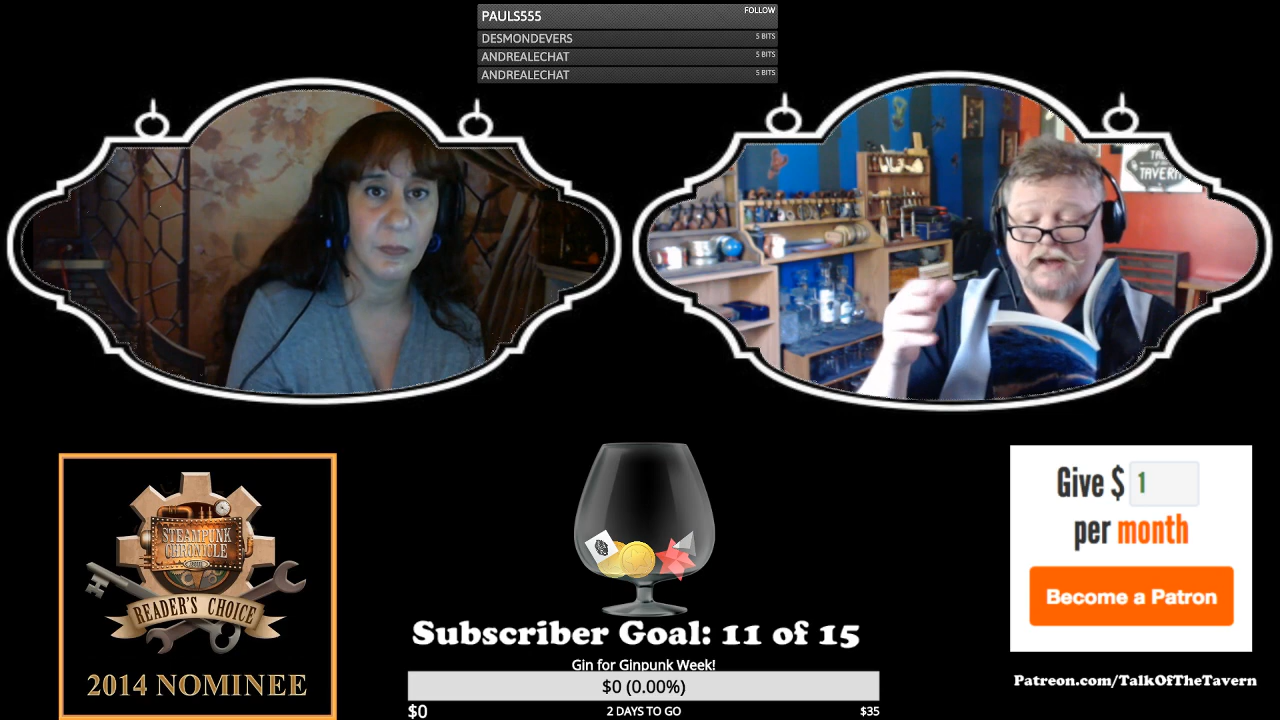 PAULS555 FOLLOW
DESMONDEVERS 5 BITS
ANDREALECHAT 5 BITS
ANDREALECHAT 5 BITS
TAVERN
STEAMPUNK
CHRONICLE
READER'S CHOICE
2014 NOMINEE
Subscriber Goal: 11 of 15
Gin for Ginpunk Week!
$0 (0.00%)
$0 2 DAYS TO GO $35
Give $ 1
per month
Become a Patron
Patreon.com/TalkOfTheTavern